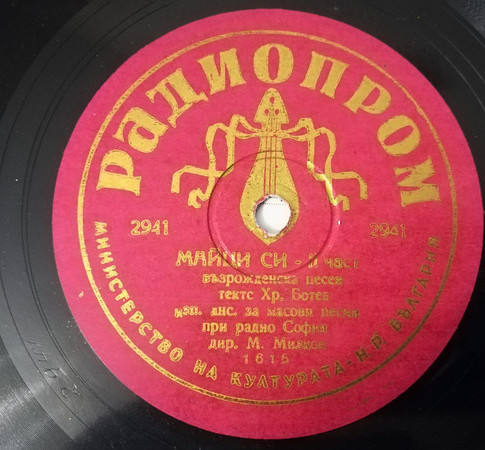 РАДИОПРОМ
2941 2941
МАЙЦИ СИ - II част
възрожденска песен
тектс Хр. Ботев
изп. анс. за масови песни
при радио София
дир. М. Милков
1615
МИНИСТЕРСТВО НА КУЛТУРАТА - Н.Р. БЪЛГАРИЯ